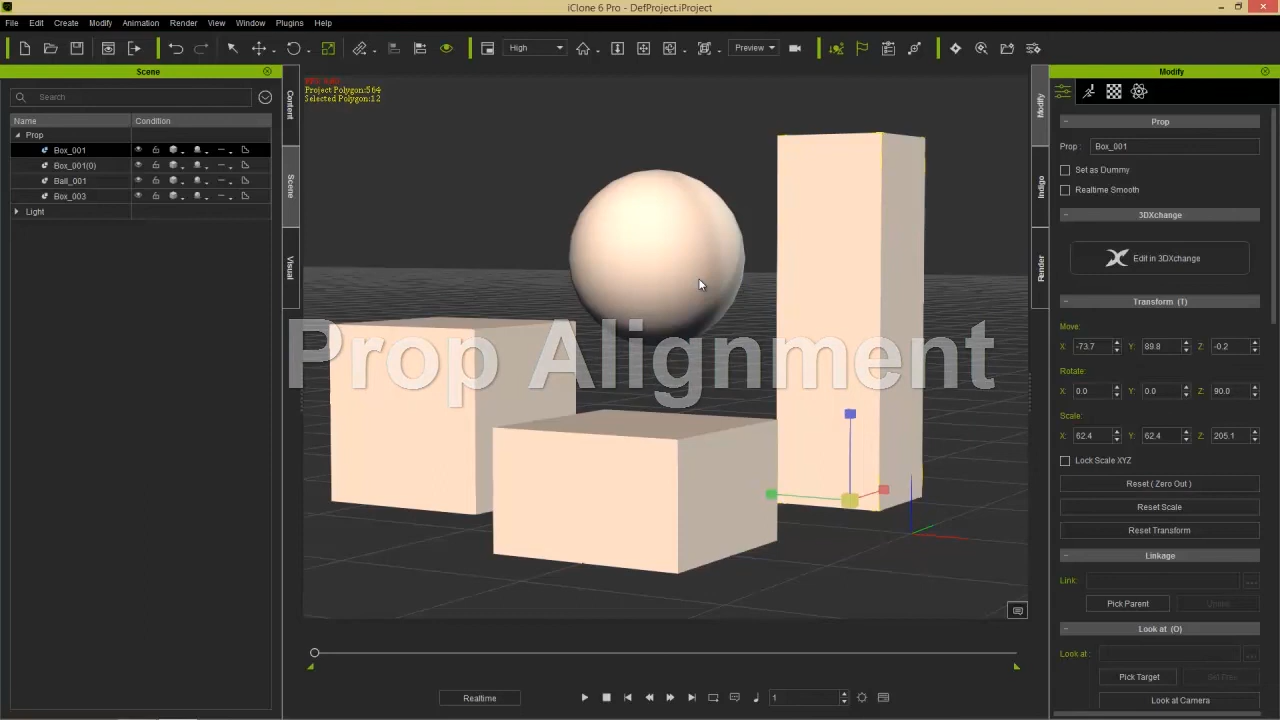 iClone 6 Pro - DefProject.iProject
File Edit Create Modify Animation Render View Window Plugins Help
High
Preview
Scene
Search
Name Condition
Prop
Box_001
Box_001(0)
Ball_001
Box_003
Light
Content
Scene
Visual
Project Polygon:564
Selected Polygon:12
Prop Alignment
Realtime
1
Modify
Indigo
Render
Modify
Prop
Prop : Box_001
Set as Dummy
Realtime Smooth
3DXchange
Edit in 3DXchange
Transform (T)
Move:
X: -73.7 Y: 89.8 Z: -0.2
Rotate:
X: 0.0 Y: 0.0 Z: 90.0
Scale:
X: 62.4 Y: 62.4 Z: 205.1
Lock Scale XYZ
Reset ( Zero Out )
Reset Scale
Reset Transform
Linkage
Link:
Pick Parent
Look at (O)
Look at :
Pick Target
Look at Camera